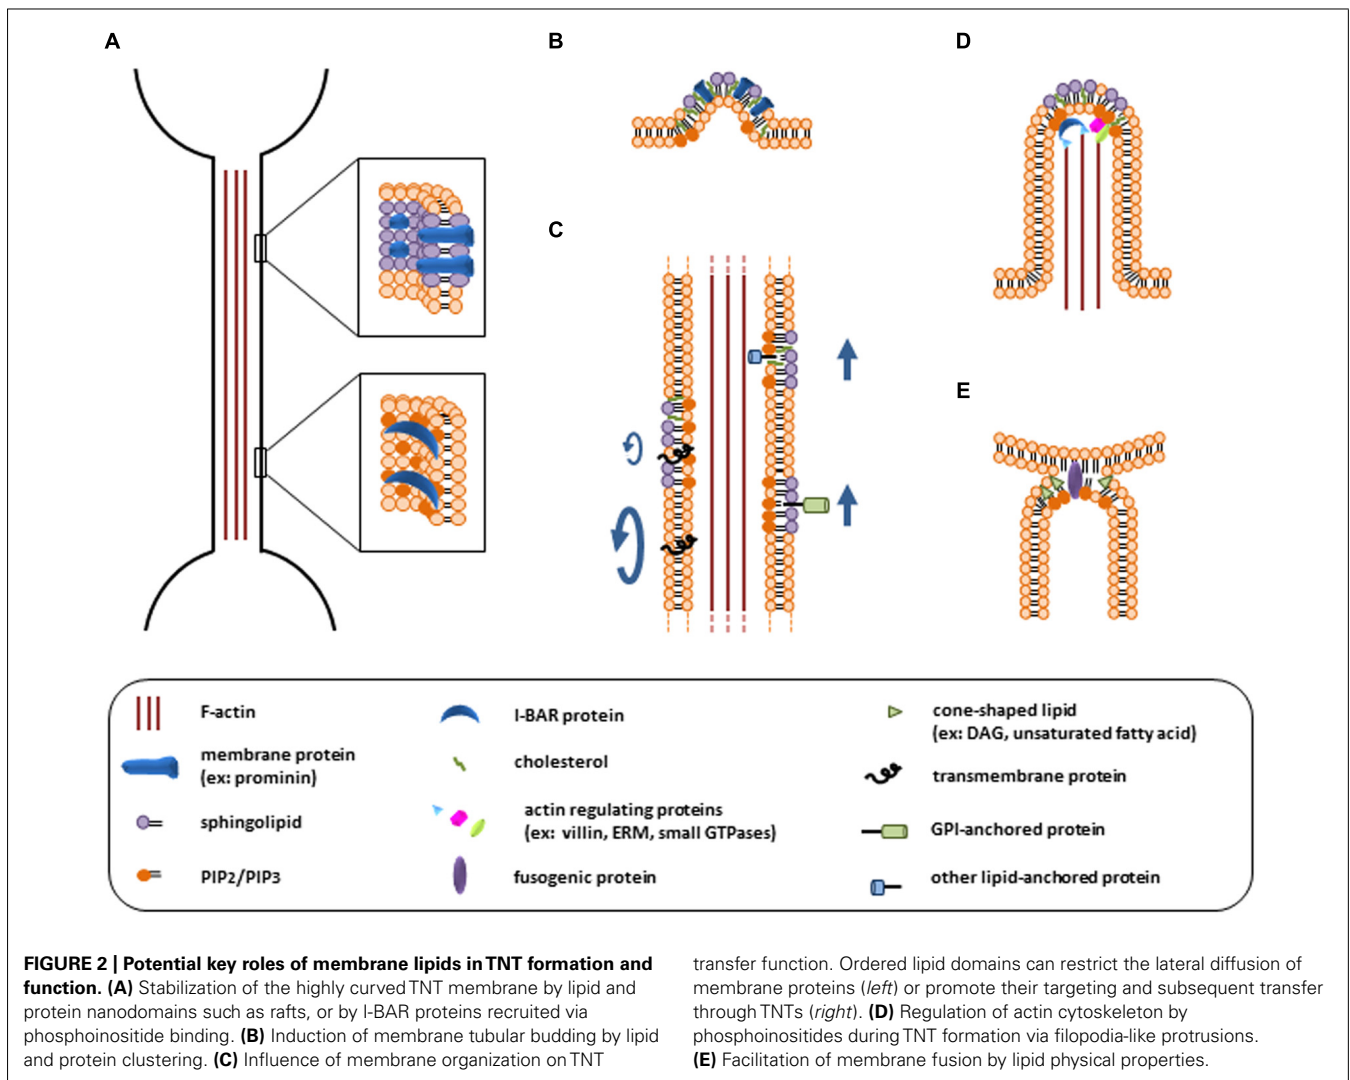 A
B
D
C
E
F-actin
membrane protein
(ex: prominin)
sphingolipid
PIP2/PIP3
I-BAR protein
cholesterol
actin regulating proteins
(ex: villin, ERM, small GTPases)
fusogenic protein
cone-shaped lipid
(ex: DAG, unsaturated fatty acid)
transmembrane protein
GPI-anchored protein
other lipid-anchored protein
FIGURE 2 | Potential key roles of membrane lipids in TNT formation and
function. (A) Stabilization of the highly curved TNT membrane by lipid and
protein nanodomains such as rafts, or by I-BAR proteins recruited via
phosphoinositide binding. (B) Induction of membrane tubular budding by lipid
and protein clustering. (C) Influence of membrane organization on TNT
transfer function. Ordered lipid domains can restrict the lateral diffusion of
membrane proteins (left) or promote their targeting and subsequent transfer
through TNTs (right). (D) Regulation of actin cytoskeleton by
phosphoinositides during TNT formation via filopodia-like protrusions.
(E) Facilitation of membrane fusion by lipid physical properties.